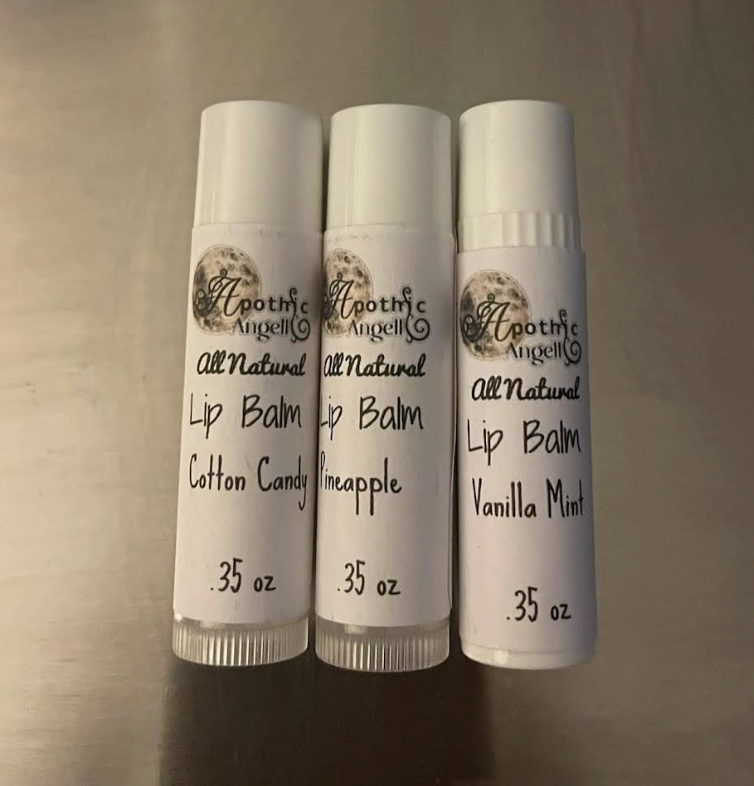 Apothic
Angell
All Natural
Lip Balm
Cotton Candy
.35 oz
Apothic
Angell
All Natural
Lip Balm
Pineapple
.35 oz
Apothic
Angell
All Natural
Lip Balm
Vanilla Mint
.35 oz